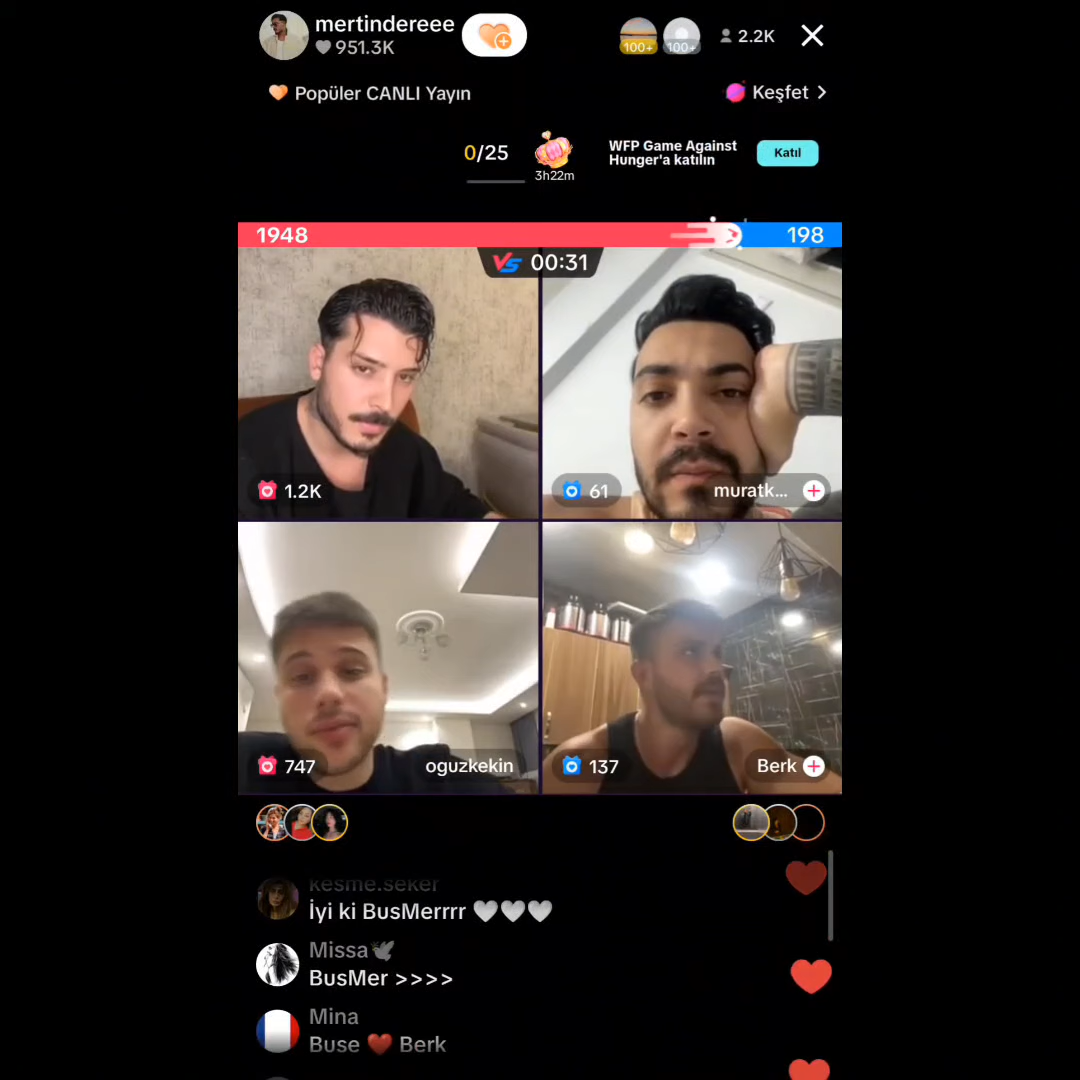 mertindereee
951.3K
100+
100+
2.2K
Popüler CANLI Yayın
Keşfet
0/25
3h22m
WFP Game Against
Hunger'a katılın
Katıl
1948
198
VS 00:31
1.2K
61
muratk...
747
oguzkekin
137
Berk
kesme.seker
İyi ki BusMerrrr 🤍🤍🤍
Missa🕊
BusMer >>>>
Mina
Buse ❤️ Berk